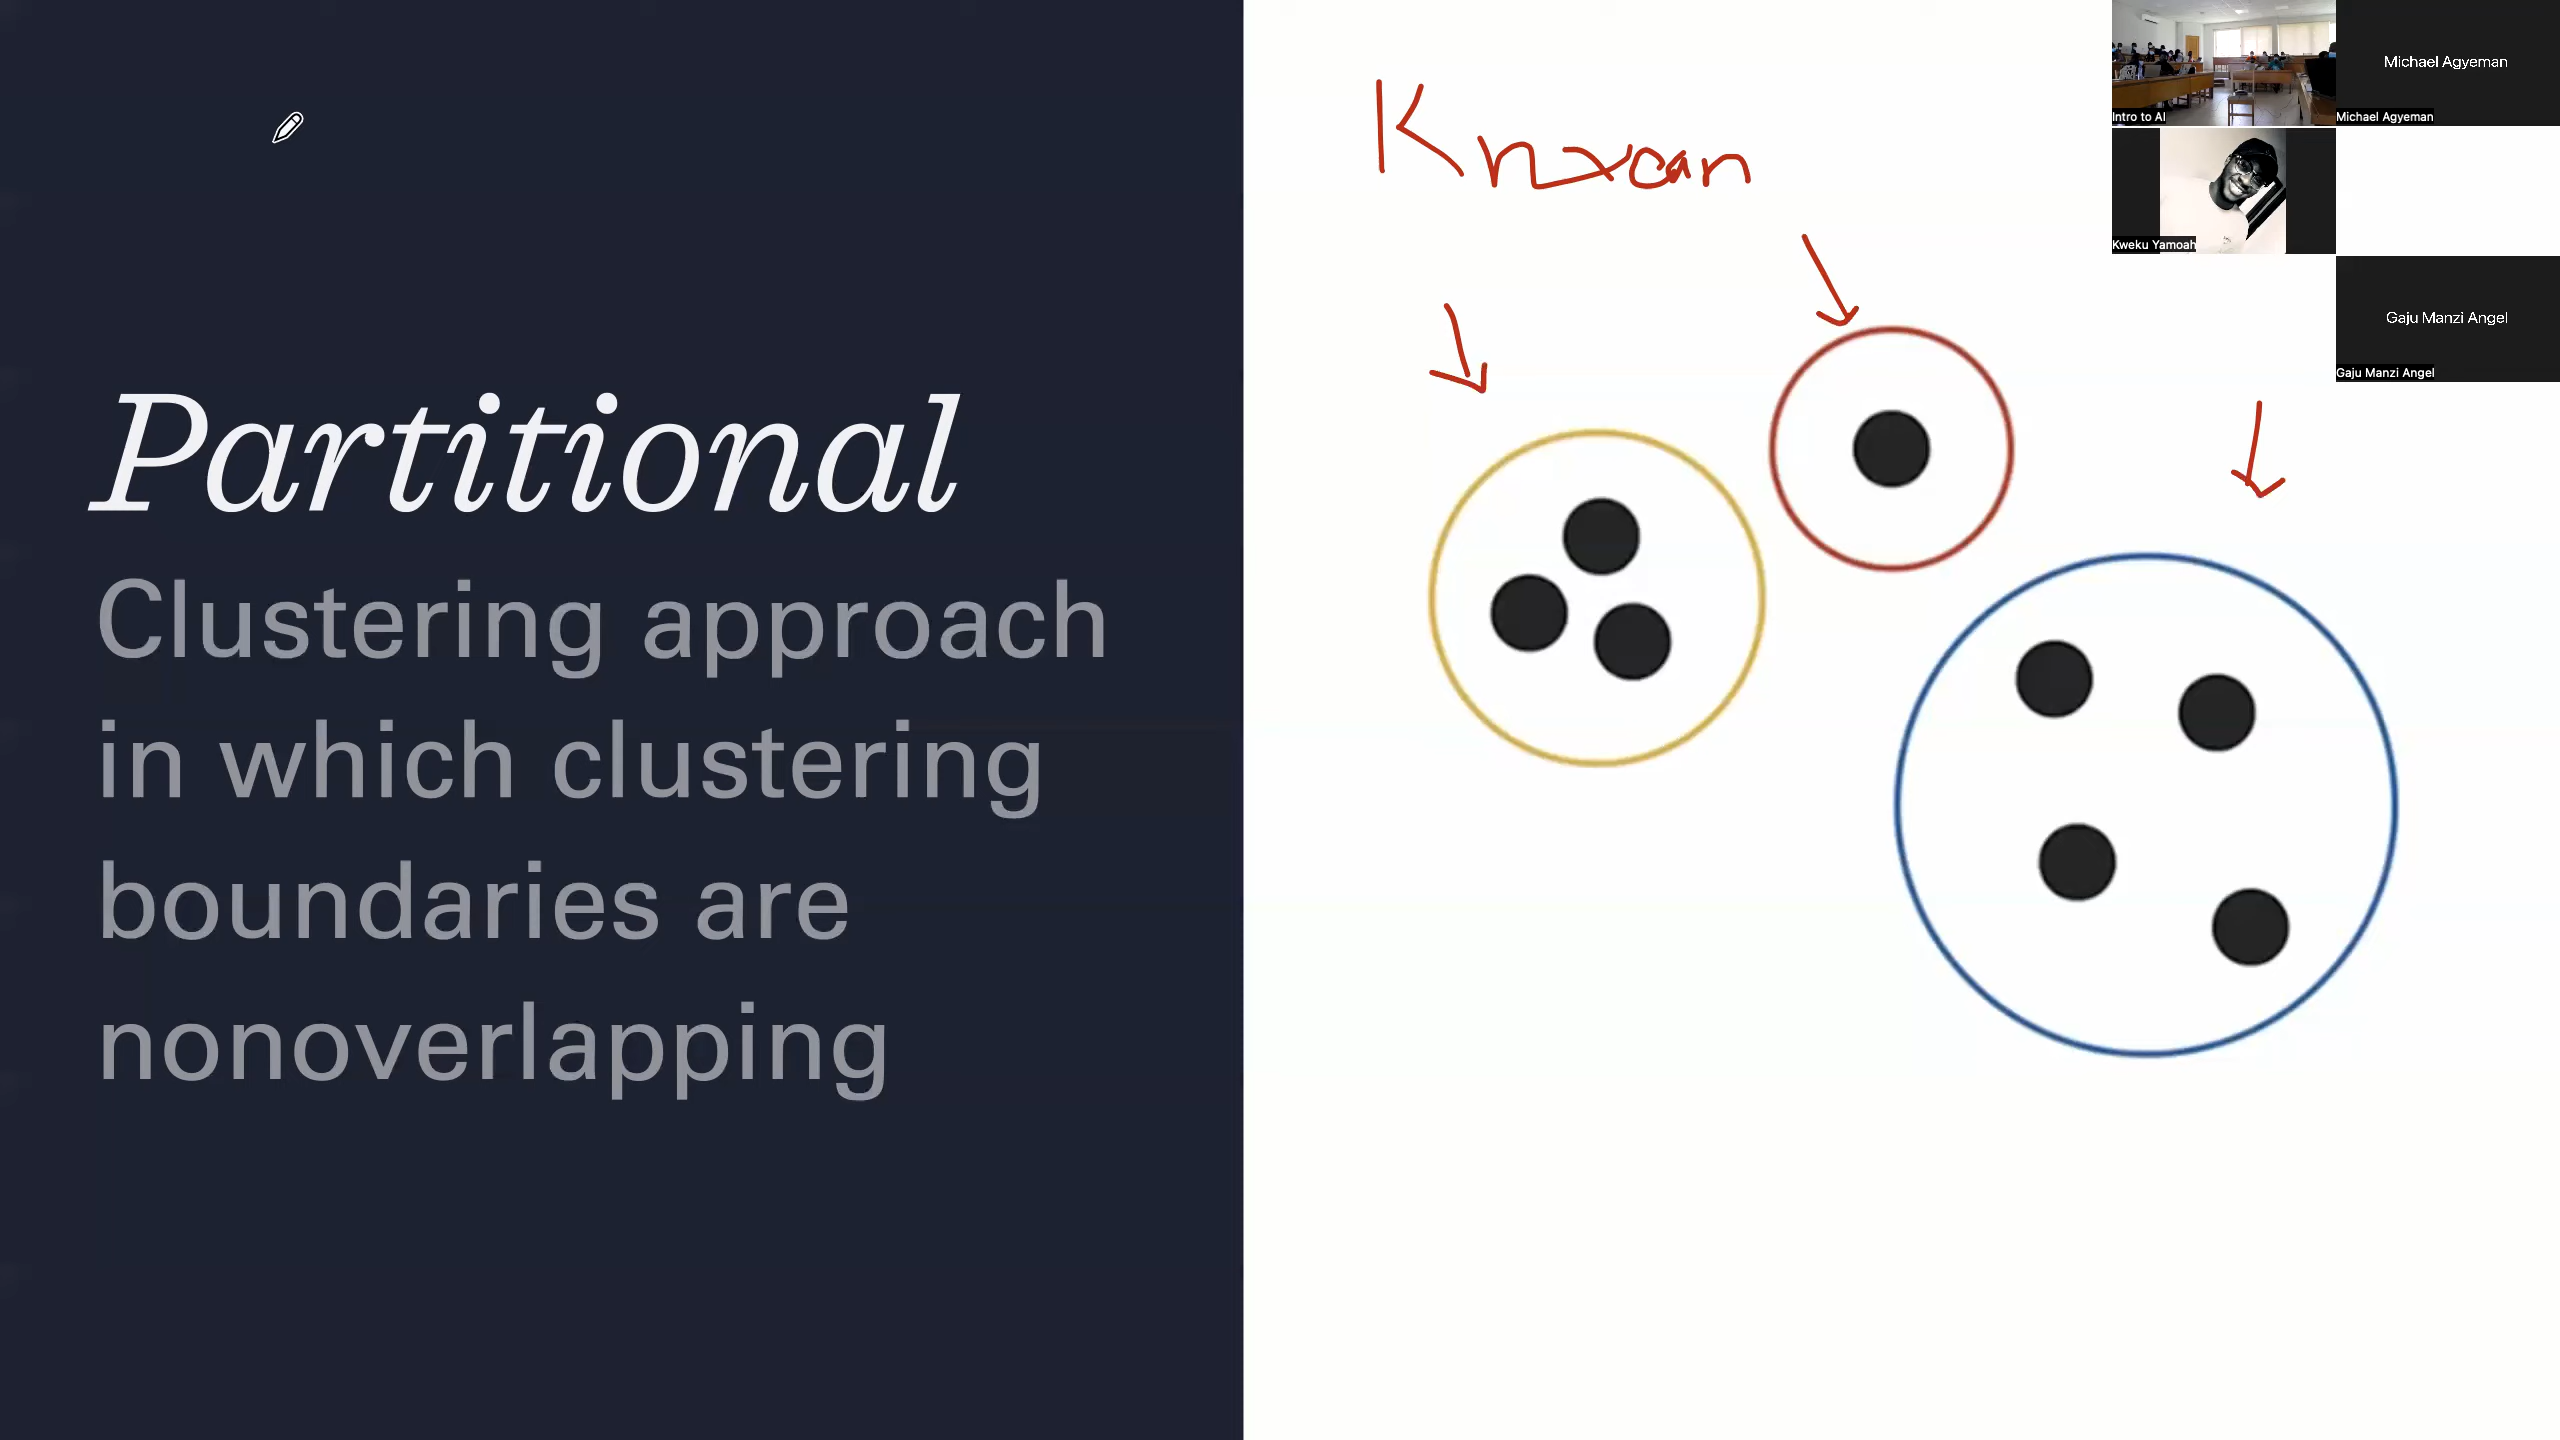 Partitional
Clustering approach
in which clustering
boundaries are
nonoverlapping
Intro to AI
Michael Agyeman
Michael Agyeman
Kweku Yamoah
Gaju Manzi Angel
Gaju Manzi Angel